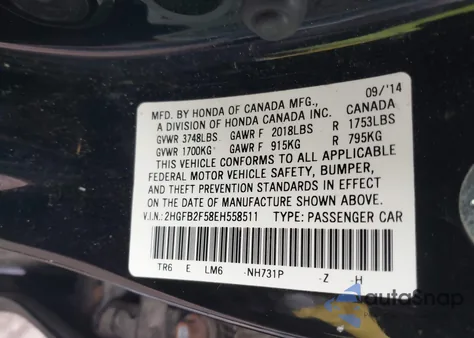 09/'14
MFD. BY HONDA OF CANADA MFG.,
A DIVISION OF HONDA CANADA INC. CANADA
GVWR 3748LBS GAWR F 2018LBS R 1753LBS
GVWR 1700KG GAWR F 915KG R 795KG
THIS VEHICLE CONFORMS TO ALL APPLICABLE
FEDERAL MOTOR VEHICLE SAFETY, BUMPER,
AND THEFT PREVENTION STANDARDS IN EFFECT
ON THE DATE OF MANUFACTURE SHOWN ABOVE.
V.I.N.: 2HGFB2F58EH558511 TYPE: PASSENGER CAR
TR6 E LM6 -NH731P -Z -H
autoSnap